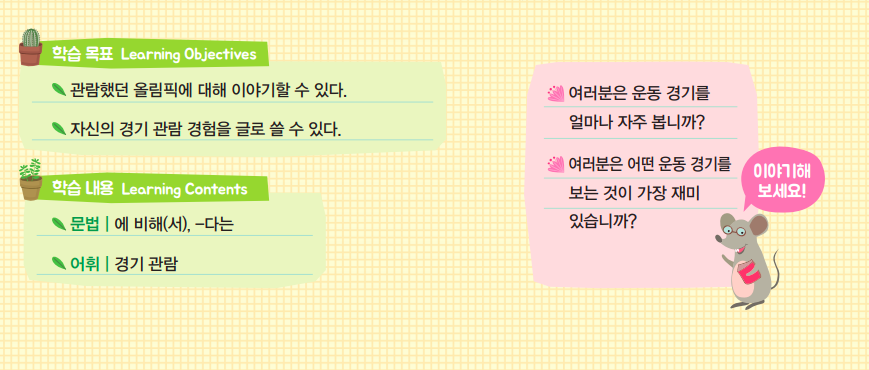 학습 목표 Learning Objectives
관람했던 올림픽에 대해 이야기할 수 있다.
자신의 경기 관람 경험을 글로 쓸 수 있다.
학습 내용 Learning Contents
문법 | 에 비해(서), –다는
어휘 | 경기 관람
여러분은 운동 경기를
얼마나 자주 봅니까?
여러분은 어떤 운동 경기를
보는 것이 가장 재미
있습니까?
이야기해
보세요!